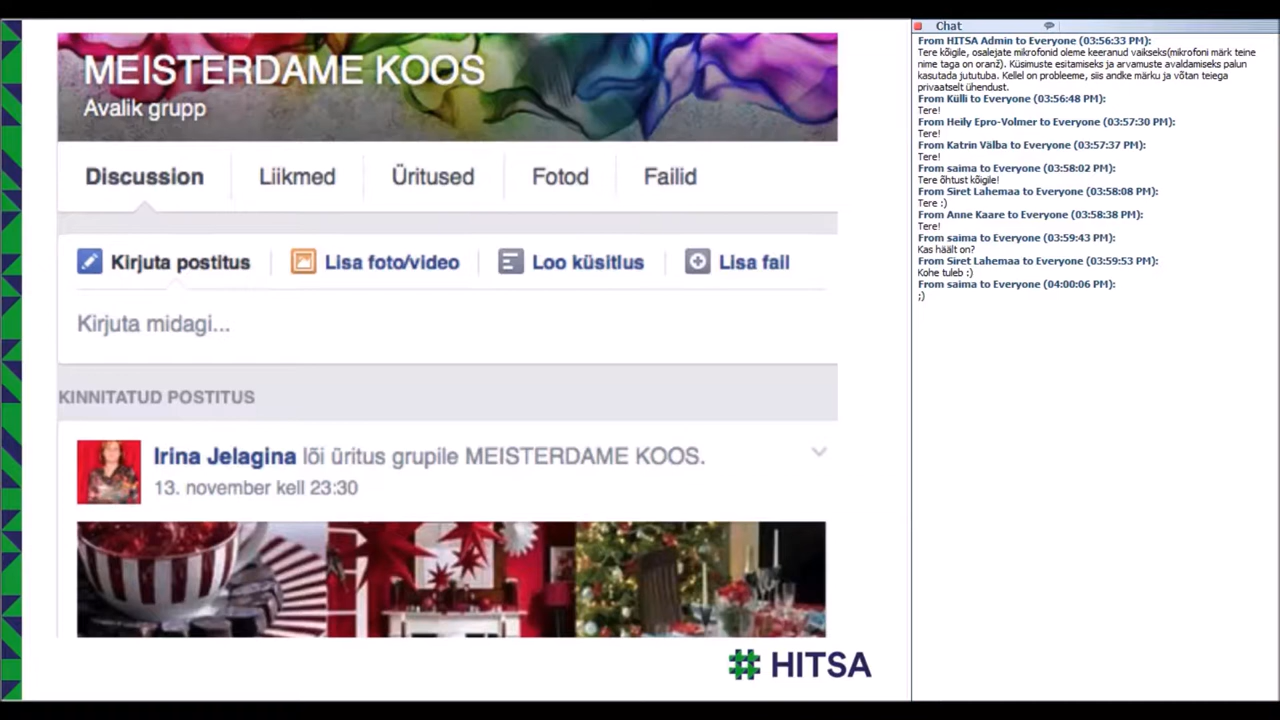 MEISTERDAME KOOS
Avalik grupp
Discussion Liikmed Üritused Fotod Failid
Kirjuta postitus Lisa foto/video Loo küsitlus Lisa fail
Kirjuta midagi...
KINNITATUD POSTITUS
Irina Jelagina lõi üritus grupile MEISTERDAME KOOS.
13. november kell 23:30
HITSA
Chat
From HITSA Admin to Everyone (03:56:33 PM):
Tere kõigile, osalejate mikrofonid oleme keeranud vaikseks(mikrofoni märk teine
nime taga on oranž). Küsimuste esitamiseks ja arvamuste avaldamiseks palun
kasutada jututuba. Kellel on probleeme, siis andke märku ja võtan teiega
privaatselt ühendust.
From Külli to Everyone (03:56:48 PM):
Tere!
From Heily Epro-Volmer to Everyone (03:57:30 PM):
Tere!
From Katrin Välba to Everyone (03:57:37 PM):
Tere!
From saima to Everyone (03:58:02 PM):
Tere õhtust kõigile!
From Siret Lahemaa to Everyone (03:58:08 PM):
Tere :)
From Anne Kaare to Everyone (03:58:38 PM):
Tere!
From saima to Everyone (03:59:43 PM):
Kas häält on?
From Siret Lahemaa to Everyone (03:59:53 PM):
Kohe tuleb :)
From saima to Everyone (04:00:06 PM):
;)